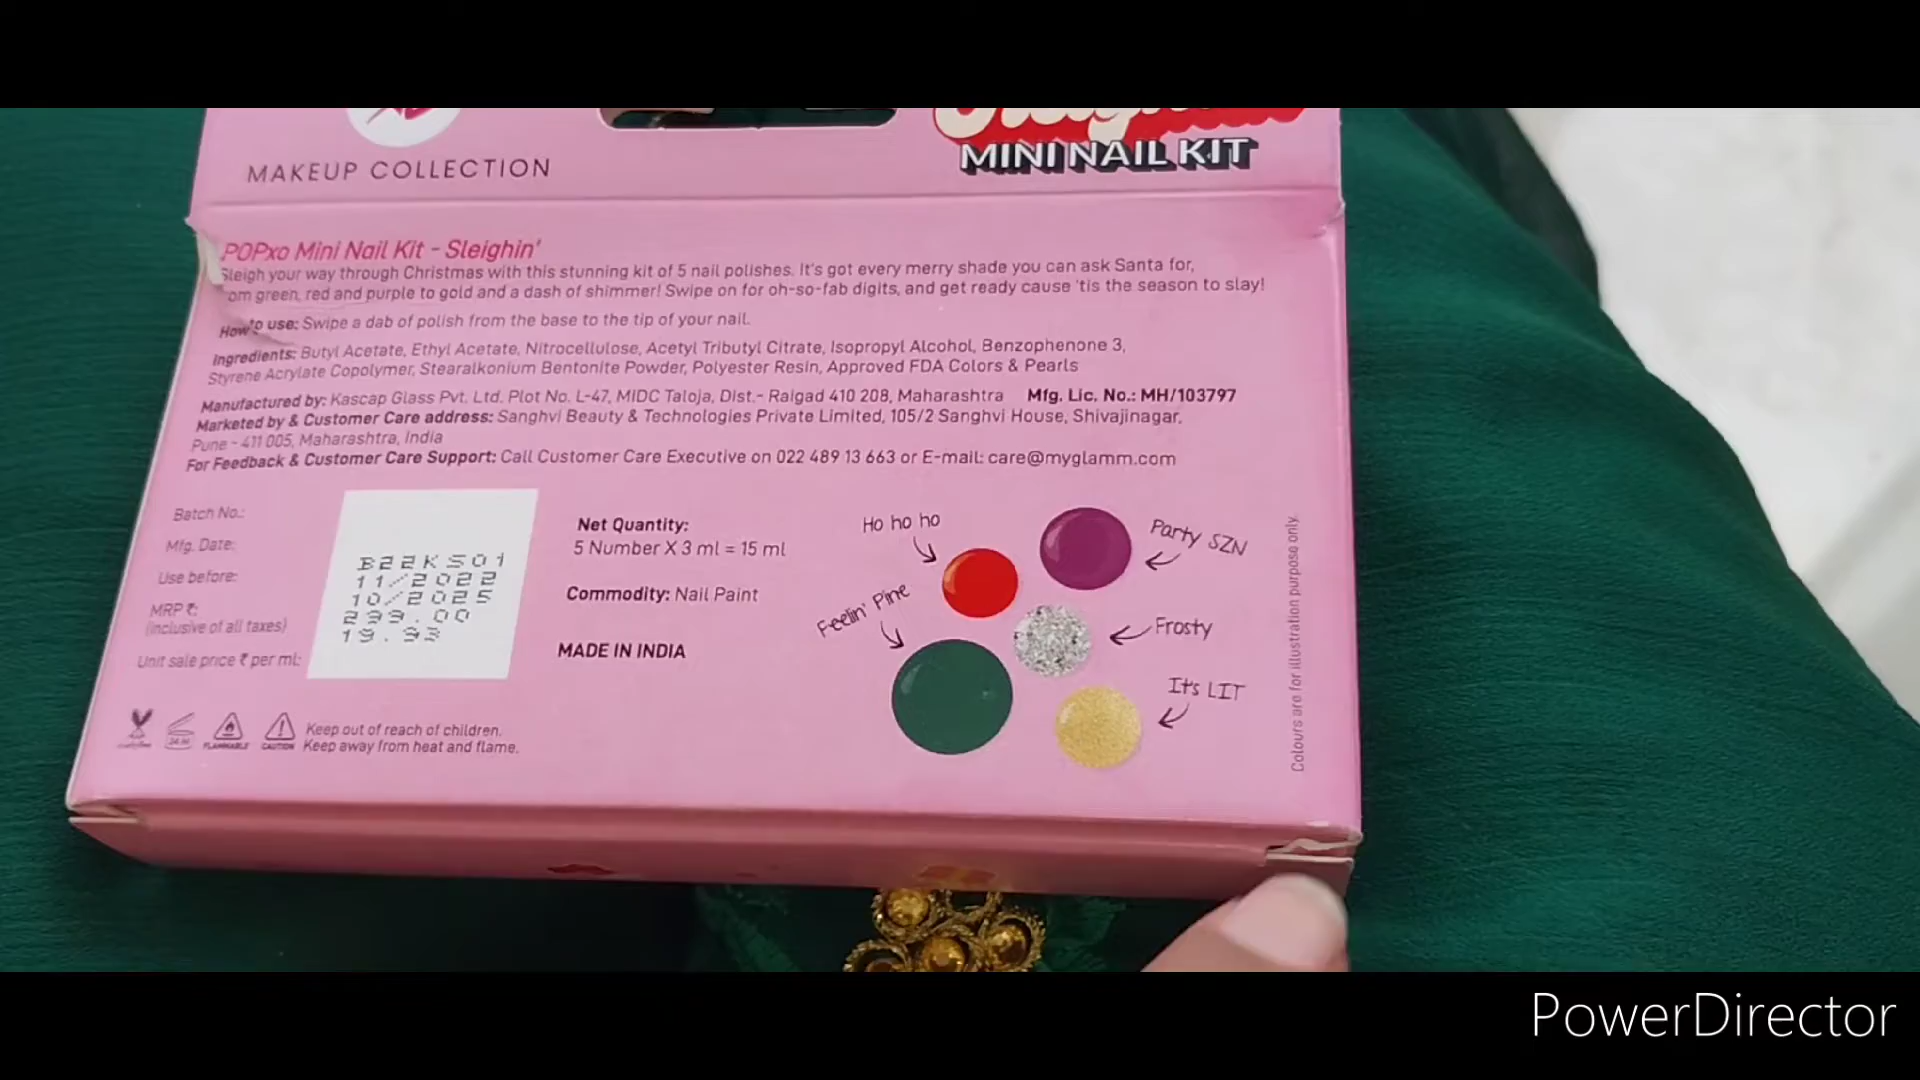 MAKEUP COLLECTION
MINI NAIL KIT
POPxo Mini Nail Kit - Sleighin'
Sleigh your way through Christmas with this stunning kit of 5 nail polishes. It's got every merry shade you can ask Santa for,
om green, red and purple to gold and a dash of shimmer! Swipe on for oh-so-fab digits, and get ready cause 'tis the season to slay!
How to use: Swipe a dab of polish from the base to the tip of your nail.
Ingredients: Butyl Acetate, Ethyl Acetate, Nitrocellulose, Acetyl Tributyl Citrate, Isopropyl Alcohol, Benzophenone 3,
Styrene Acrylate Copolymer, Stearalkonium Bentonite Powder, Polyester Resin, Approved FDA Colors & Pearls
Manufactured by: Kascap Glass Pvt. Ltd. Plot No. L-47, MIDC Taloja, Dist.- Raigad 410 208, Maharashtra Mfg. Lic. No.: MH/103797
Marketed by & Customer Care address: Sanghvi Beauty & Technologies Private Limited, 105/2 Sanghvi House, Shivajinagar,
Pune - 411 005, Maharashtra, India
For Feedback & Customer Care Support: Call Customer Care Executive on 022 489 13 663 or E-mail: care@myglamm.com
Batch No.: B22KS01
Mfg. Date: 11/2022
Use before: 10/2025
MRP ₹: 299.00
(inclusive of all taxes)
Unit sale price ₹ per ml: 19.93
Net Quantity:
5 Number X 3 ml = 15 ml
Commodity: Nail Paint
MADE IN INDIA
Ho ho ho
Party SZN
Feelin' Pine
Frosty
It's LIT
Colours are for illustration purpose only.
FLAMMABLE
CAUTION
Keep out of reach of children.
Keep away from heat and flame.
PowerDirector